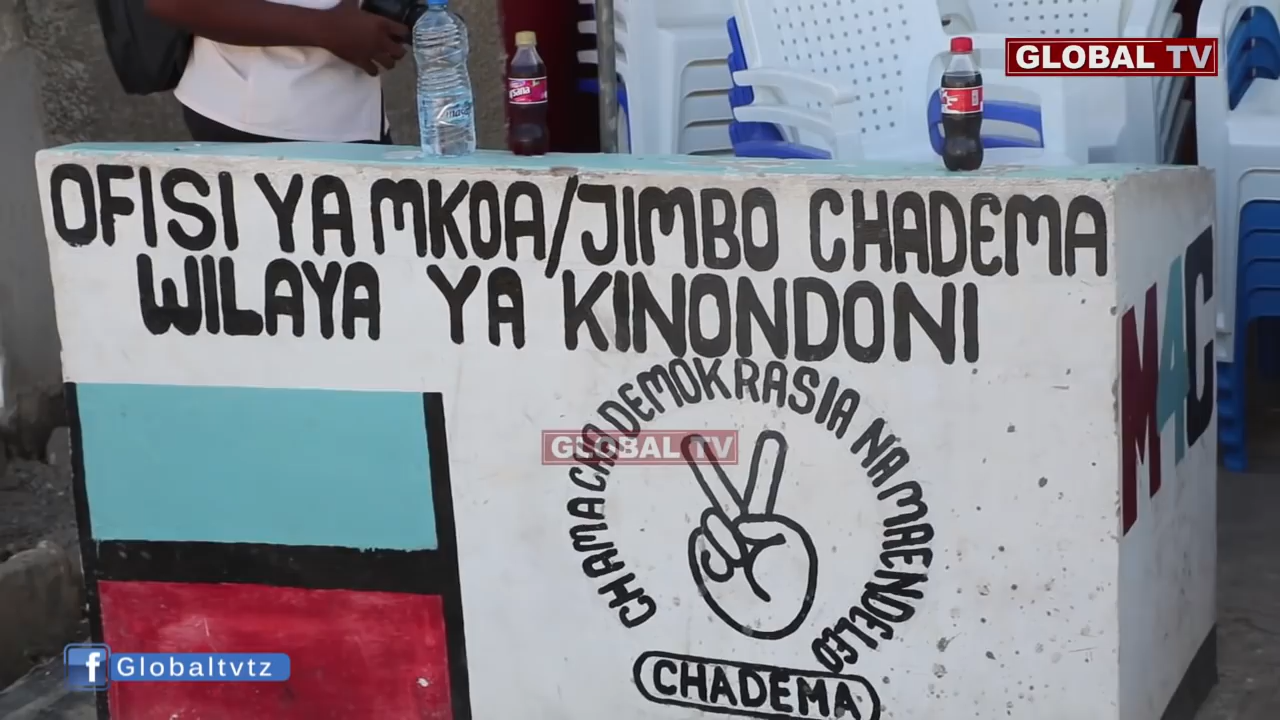 GLOBAL TV
OFISI YA MKOA/JIMBO CHADEMA
WILAYA YA KINONDONI
CHAMA CHA DEMOKRASIA NA MAENDELEO
GLOBAL TV
CHADEMA
MAC
Globaltvtz